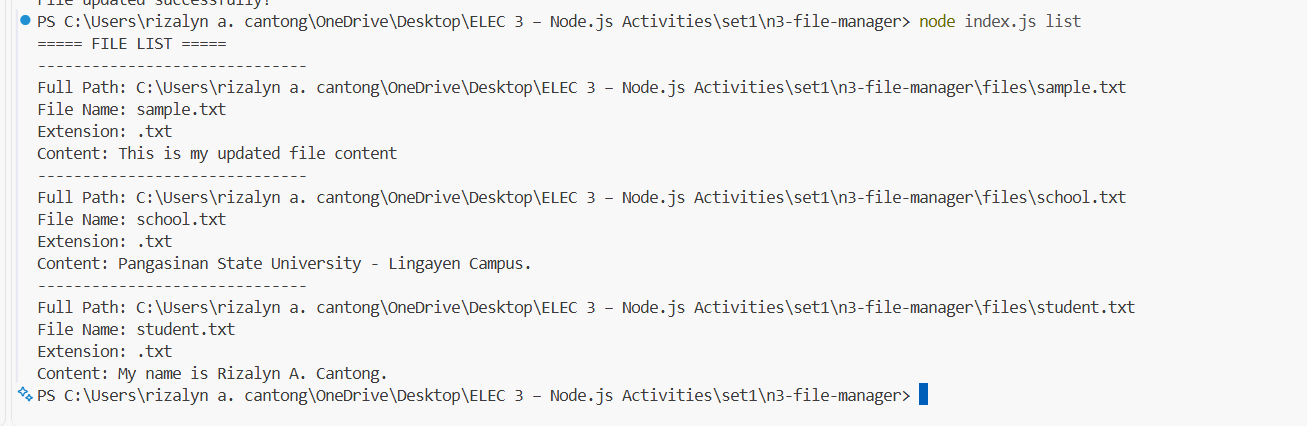 File updated successfully!
PS C:\Users\rizalyn a. cantong\OneDrive\Desktop\ELEC 3 – Node.js Activities\set1\n3-file-manager> node index.js list
===== FILE LIST =====
------------------------------
Full Path: C:\Users\rizalyn a. cantong\OneDrive\Desktop\ELEC 3 – Node.js Activities\set1\n3-file-manager\files\sample.txt
File Name: sample.txt
Extension: .txt
Content: This is my updated file content
------------------------------
Full Path: C:\Users\rizalyn a. cantong\OneDrive\Desktop\ELEC 3 – Node.js Activities\set1\n3-file-manager\files\school.txt
File Name: school.txt
Extension: .txt
Content: Pangasinan State University - Lingayen Campus.
------------------------------
Full Path: C:\Users\rizalyn a. cantong\OneDrive\Desktop\ELEC 3 – Node.js Activities\set1\n3-file-manager\files\student.txt
File Name: student.txt
Extension: .txt
Content: My name is Rizalyn A. Cantong.
PS C:\Users\rizalyn a. cantong\OneDrive\Desktop\ELEC 3 – Node.js Activities\set1\n3-file-manager>